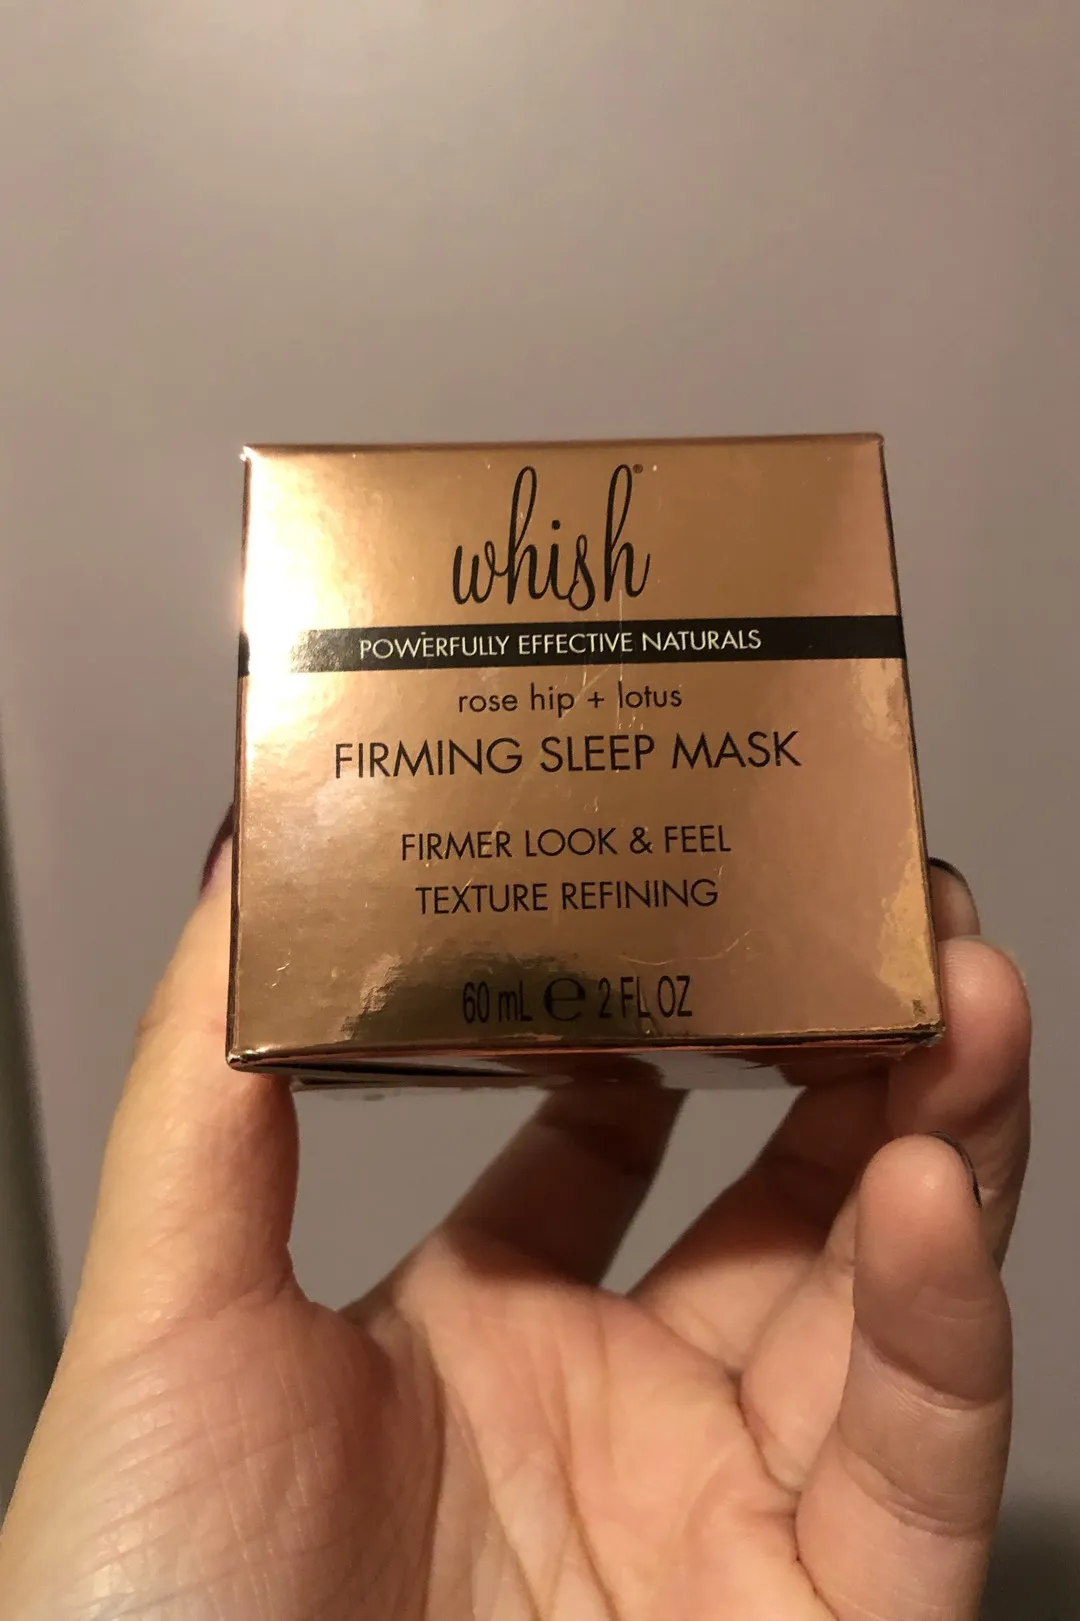 whish®
POWERFULLY EFFECTIVE NATURALS
rose hip + lotus
FIRMING SLEEP MASK
FIRMER LOOK & FEEL
TEXTURE REFINING
60 mL ℮ 2 FL OZ